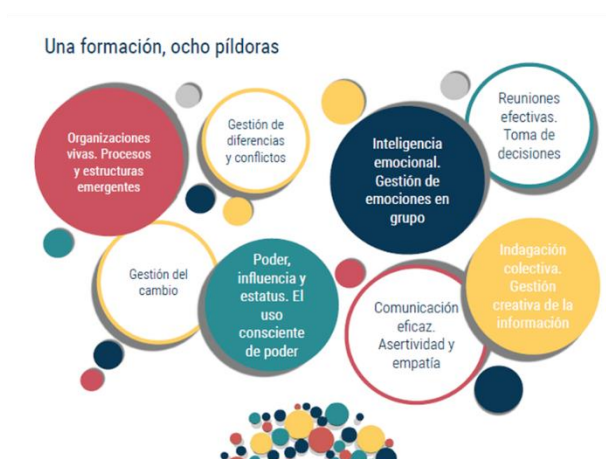 Una formación, ocho píldoras
Organizaciones
vivas. Procesos
y estructuras
emergentes
Gestión de
diferencias
y conflictos
Inteligencia
emocional.
Gestión de
emociones en
grupo
Reuniones
efectivas.
Toma de
decisiones
Gestión del
cambio
Poder,
influencia y
estatus. El
uso
consciente
de poder
Comunicación
eficaz.
Asertividad y
empatía
Indagación
colectiva.
Gestión
creativa de la
información